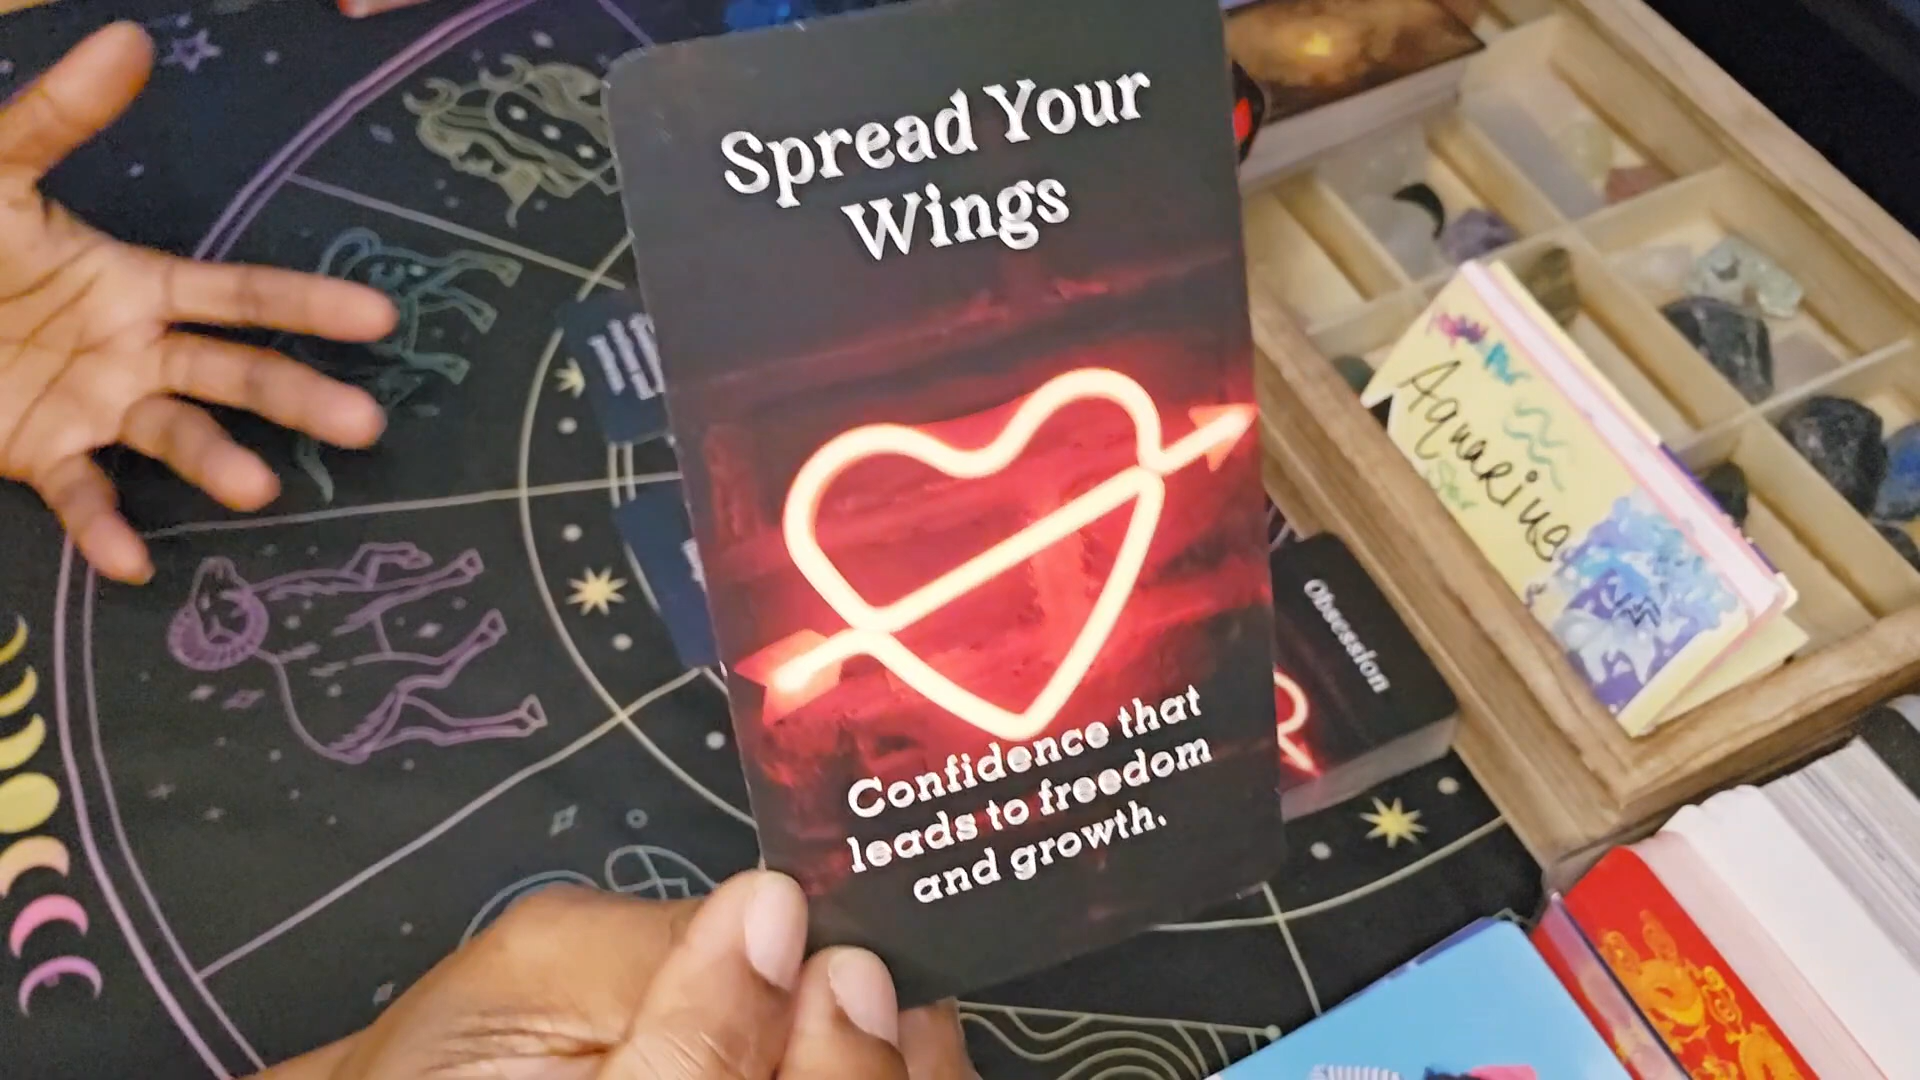 Spread Your
Wings
Confidence that
leads to freedom
and growth.
Aquarius
Obsession